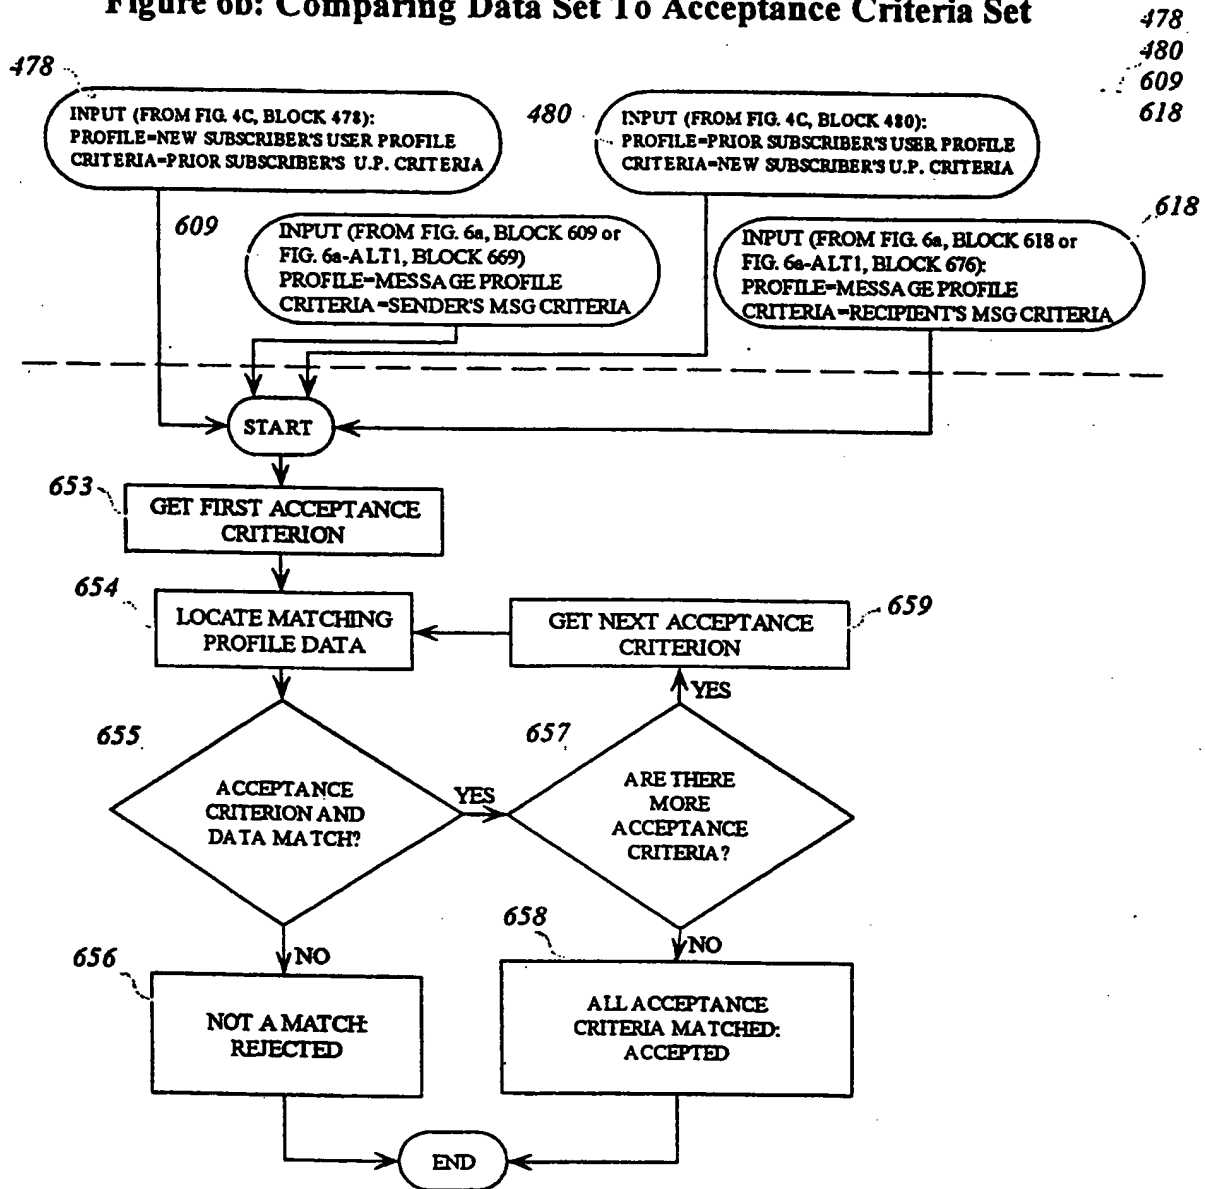 Figure 6b: Comparing Data Set To Acceptance Criteria Set
478
480
609
618
478
INPUT (FROM FIG. 4C, BLOCK 478):
PROFILE=NEW SUBSCRIBER'S USER PROFILE
CRITERIA=PRIOR SUBSCRIBER'S U.P. CRITERIA
480
INPUT (FROM FIG. 4C, BLOCK 480):
PROFILE=PRIOR SUBSCRIBER'S USER PROFILE
CRITERIA=NEW SUBSCRIBER'S U.P. CRITERIA
609
INPUT (FROM FIG. 6a, BLOCK 609 or
FIG. 6a-ALT1, BLOCK 669)
PROFILE=MESSAGE PROFILE
CRITERIA=SENDER'S MSG CRITERIA
618
INPUT (FROM FIG. 6a, BLOCK 618 or
FIG. 6a-ALT1, BLOCK 676):
PROFILE=MESSAGE PROFILE
CRITERIA=RECIPIENT'S MSG CRITERIA
START
653
GET FIRST ACCEPTANCE
CRITERION
654
LOCATE MATCHING
PROFILE DATA
GET NEXT ACCEPTANCE
CRITERION
659
YES
655
ACCEPTANCE
CRITERION AND
DATA MATCH?
YES
657
ARE THERE
MORE
ACCEPTANCE
CRITERIA?
NO
656
NOT A MATCH:
REJECTED
NO
658
ALL ACCEPTANCE
CRITERIA MATCHED:
ACCEPTED
END